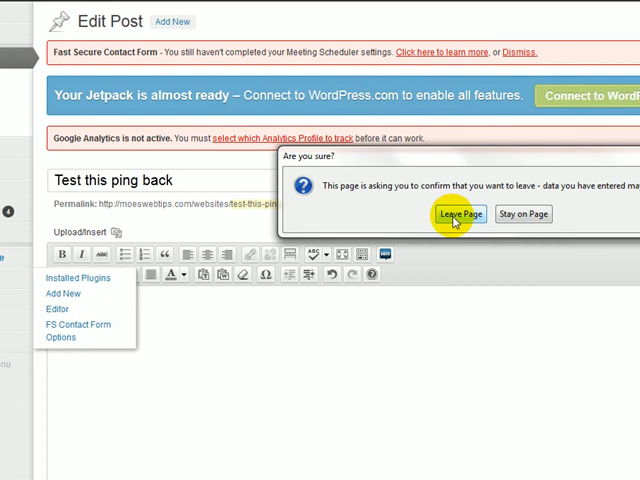 Edit Post Add New
Fast Secure Contact Form - You still haven't completed your Meeting Scheduler settings. Click here to learn more, or Dismiss.
Your Jetpack is almost ready – Connect to WordPress.com to enable all features. Connect to
Google Analytics is not active. You must select which Analytics Profile to track before it can work.
Are you sure?
This page is asking you to confirm that you want to leave - data you have entered
Leave Page Stay on Page
Test this ping back
Permalink: http://moeswebtips.com/websites/test-this-pin
4
Upload/Insert
B I ABC ABC
Installed Plugins
Add New
Editor
FS Contact Form
Options
A